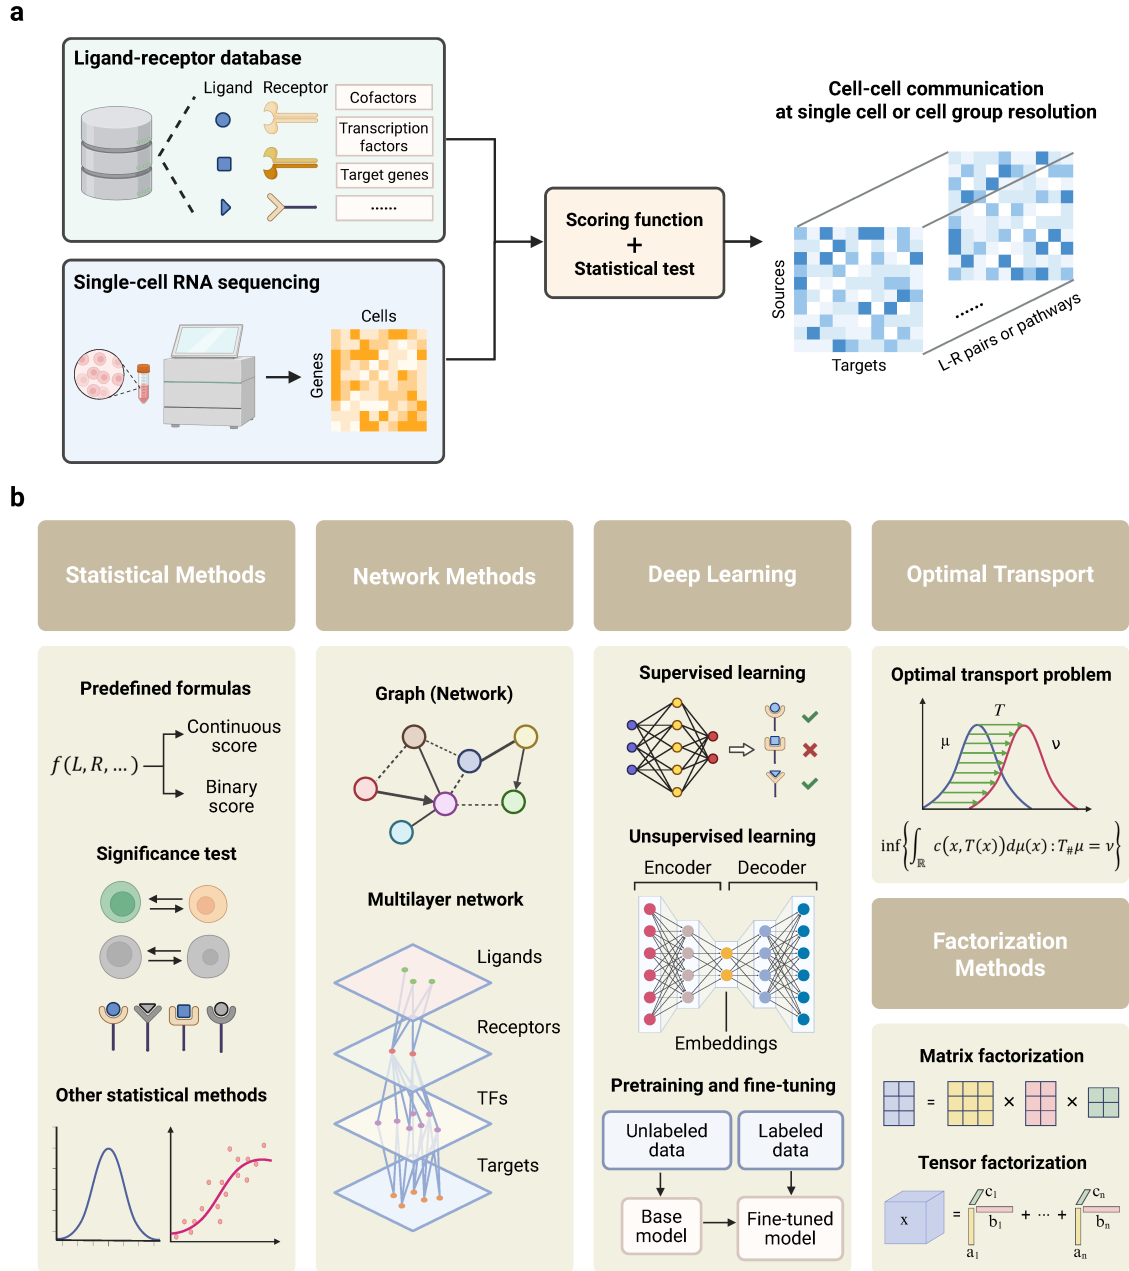 a
Ligand-receptor database
Ligand
Receptor
Cofactors
Transcription
factors
Target genes
......
Single-cell RNA sequencing
Cells
Genes
Scoring function
+
Statistical test
Cell-cell communication
at single cell or cell group resolution
Sources
Targets
......
L-R pairs or pathways
b
Statistical Methods
Predefined formulas
f(L, R, ...)
Continuous
score
Binary
score
Significance test
Other statistical methods
Network Methods
Graph (Network)
Multilayer network
Ligands
Receptors
TFs
Targets
Deep Learning
Supervised learning
Unsupervised learning
Encoder
Decoder
Embeddings
Pretraining and fine-tuning
Unlabeled
data
Labeled
data
Base
model
Fine-tuned
model
Optimal Transport
Optimal transport problem
T
μ
ν
inf{∫ℝ c(x, T(x))dμ(x) : T#μ = ν}
Factorization
Methods
Matrix factorization
= × ×
Tensor factorization
x = a₁ b₁ c₁ + ... + aₙ bₙ cₙ